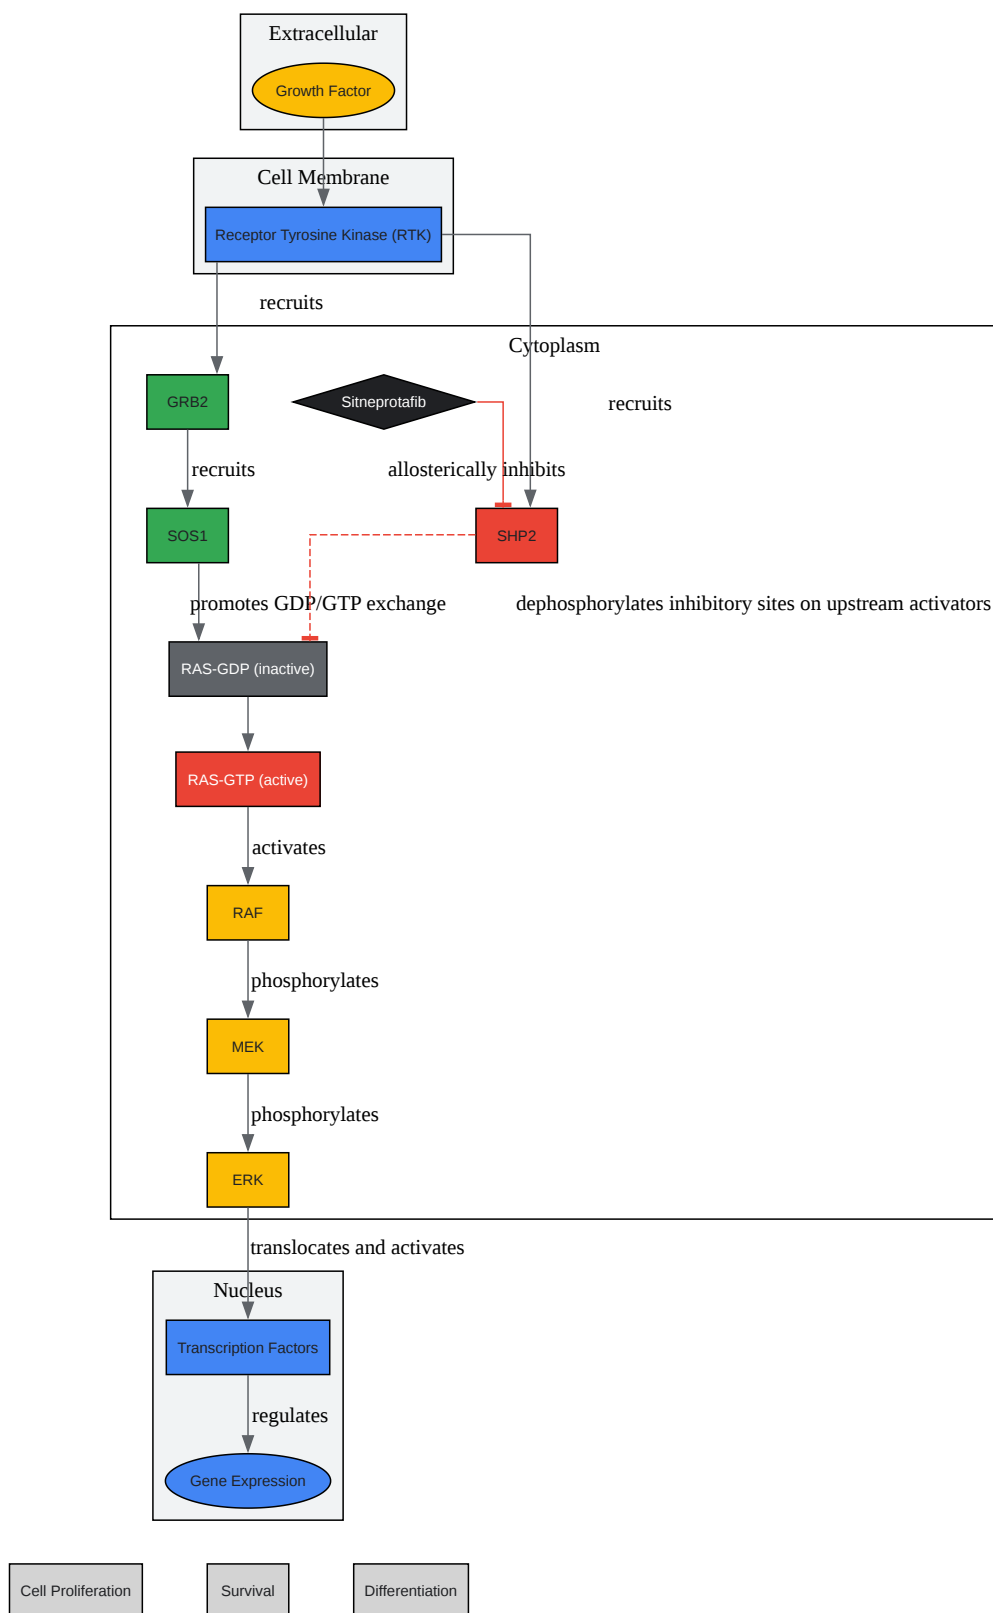 Extracellular
Growth Factor
Cell Membrane
Receptor Tyrosine Kinase (RTK)
recruits
Cytoplasm
GRB2
Sitneprotafib
recruits
recruits
allosterically inhibits
SOS1
SHP2
promotes GDP/GTP exchange
dephosphorylates inhibitory sites on upstream activators
RAS-GDP (inactive)
RAS-GTP (active)
activates
RAF
phosphorylates
MEK
phosphorylates
ERK
translocates and activates
Nucleus
Transcription Factors
regulates
Gene Expression
Cell Proliferation
Survival
Differentiation